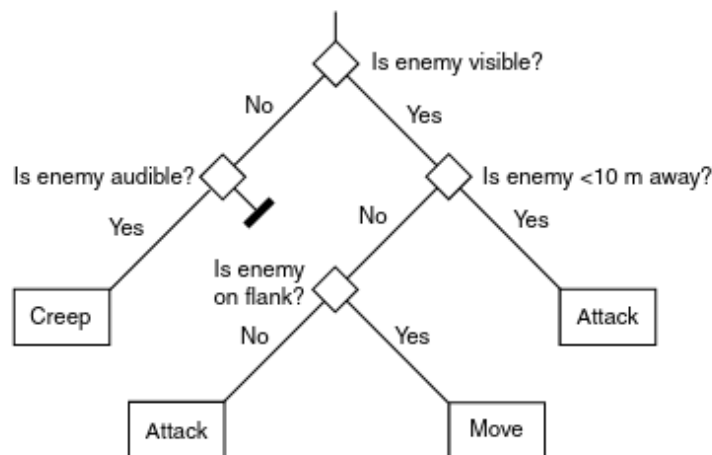 Is enemy visible?
No
Yes
Is enemy audible?
Is enemy <10 m away?
Yes
No
Yes
Is enemy
on flank?
Creep
Attack
No
Yes
Attack
Move